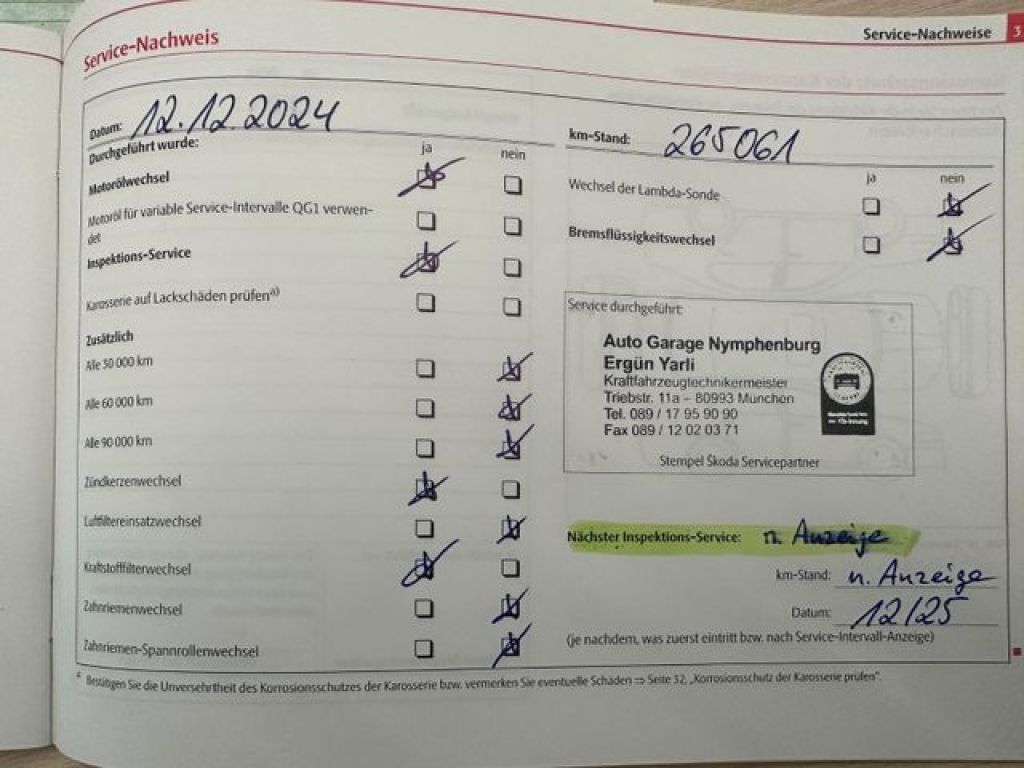 Service-Nachweise 3
Service-Nachweis
Datum: 12.12.2024
km-Stand: 265061
Durchgeführt wurde: ja nein
Motorölwechsel
Motoröl für variable Service-Intervalle QG1 verwen-
det
Inspektions-Service
Karosserie auf Lackschäden prüfen a)
Zusätzlich
Alle 30 000 km
Alle 60 000 km
Alle 90 000 km
Zündkerzenwechsel
Luftfiltereinsatzwechsel
Kraftstofffilterwechsel
Zahnriemenwechsel
Zahnriemen-Spannrollenwechsel
ja nein
Wechsel der Lambda-Sonde
Bremsflüssigkeitswechsel
Service durchgeführt:
Auto Garage Nymphenburg
Ergün Yarli
Kraftfahrzeugtechnikermeister
Triebstr. 11a – 80993 München
Tel. 089 / 17 95 90 90
Fax 089 / 12 02 03 71
Stempel Škoda Servicepartner
Nächster Inspektions-Service: n. Anzeige
km-Stand: n. Anzeige
Datum: 12/25
(je nachdem, was zuerst eintritt bzw. nach Service-Intervall-Anzeige)
a Bestätigen Sie die Unversehrtheit des Korrosionsschutzes der Karosserie bzw. vermerken Sie eventuelle Schäden ⇒ Seite 32, „Korrosionsschutz der Karosserie prüfen".